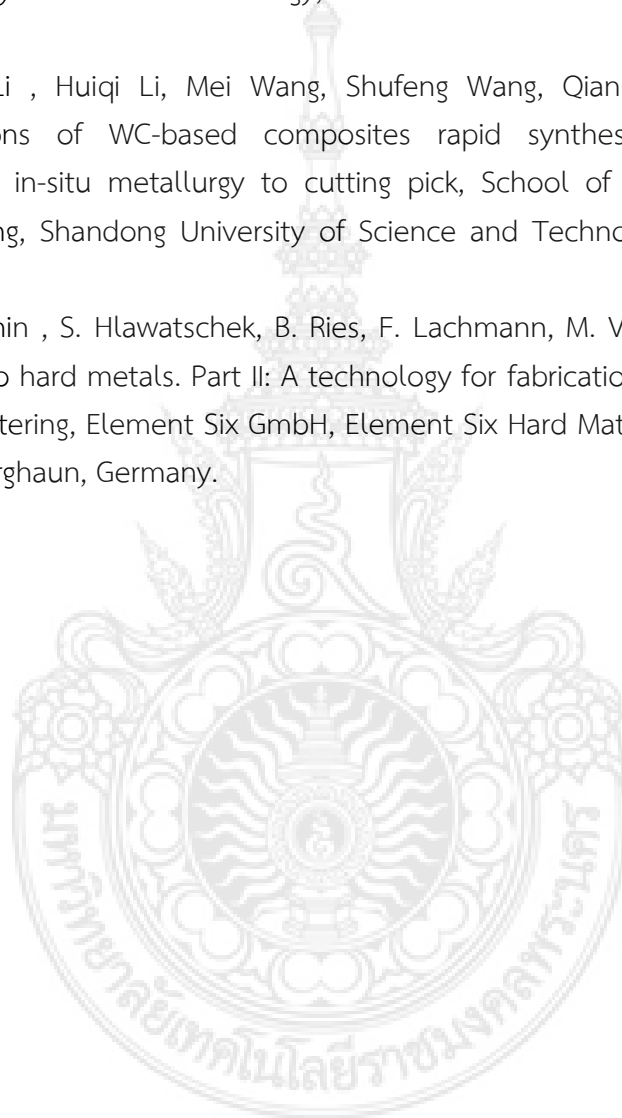 Li , Huiqi Li, Mei Wang, Shufeng Wang, Qian
ons of WC-based composites rapid synthes
in-situ metallurgy to cutting pick, School of
ng, Shandong University of Science and Techno
nin , S. Hlawatschek, B. Ries, F. Lachmann, M. V
o hard metals. Part II: A technology for fabricatio
tering, Element Six GmbH, Element Six Hard Mat
rghaun, Germany.
มหาวิทยาลัยเทคโนโลยีราชมงคลพระนคร